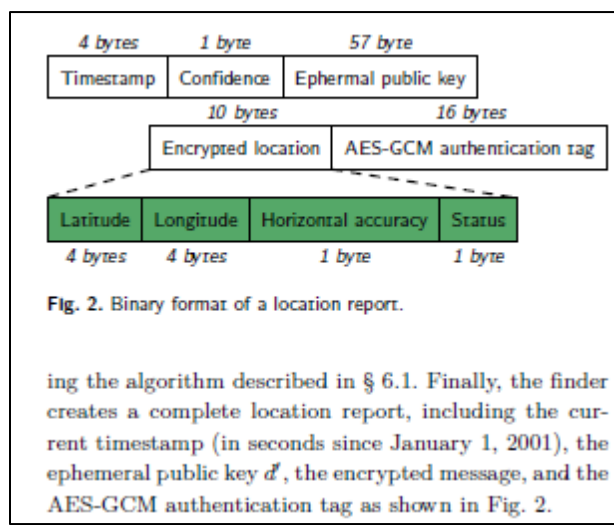 4 bytes 1 byte 57 byte
Timestamp Confidence Ephermal public key
10 bytes 16 bytes
Encrypted location AES-GCM authentication tag
Latitude Longitude Horizontal accuracy Status
4 bytes 4 bytes 1 byte 1 byte
Fig. 2. Binary format of a location report.
ing the algorithm described in § 6.1. Finally, the finder
creates a complete location report, including the cur-
rent timestamp (in seconds since January 1, 2001), the
ephemeral public key d′, the encrypted message, and the
AES-GCM authentication tag as shown in Fig. 2.